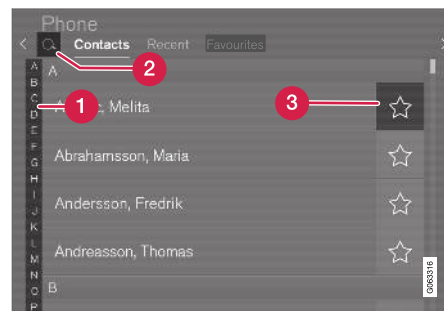 Phone
Contacts Recent Favourites
2
A
1
Melita
3
Abrahamsson, Maria
Andersson, Fredrik
Andreasson, Thomas
B
A
B
C
D
E
F
G
H
I
J
K
L
M
N
O
P
G063316